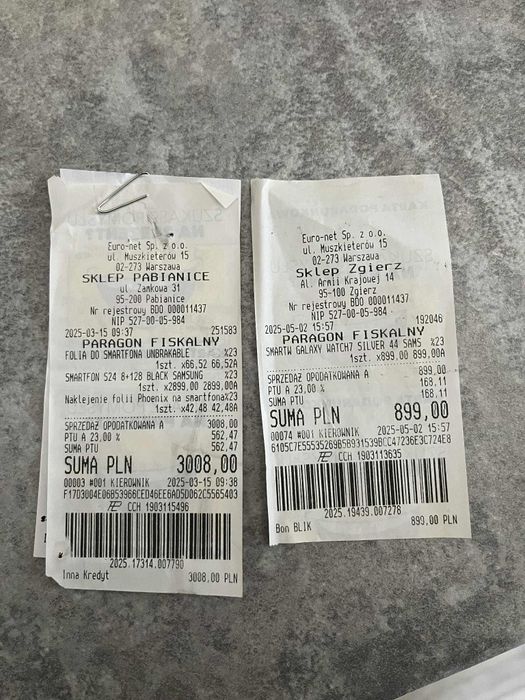 Euro-net Sp. z o.o.
ul. Muszkieterów 15
02-273 Warszawa
SKLEP PABIANICE
ul. Zamkowa 31
95-200 Pabianice
Nr rejestrowy BDO 000011437
NIP 527-00-05-984
2025-03-15 09:37 251583
PARAGON FISKALNY
FOLIA DO SMARTFONA UNBRAKABLE %23
1szt. x66,52 66,52A
SMARTFON S24 8+128 BLACK SAMSUNG %23
1szt. x2899,00 2899,00A
Naklejenie folii Phoenix na smartfona%23
1szt. x42,48 42,48A
SPRZEDAŻ OPODATKOWANA A 3008,00
PTU A 23,00 % 562,47
SUMA PTU 562,47
SUMA PLN 3008,00
00003 #001 KIEROWNIK 2025-03-15 09:38
F1703004E06B53966CED46EE6AD5D062C5565403
CCH 1903115496
2025.17314.007790
Inna Kredyt 3008,00 PLN
Euro-net Sp. z o.o.
ul. Muszkieterów 15
02-273 Warszawa
Sklep Zgierz
Al. Armii Krajowej 14
95-100 Zgierz
Nr rejestrowy BDO 000011437
NIP 527-00-05-984
2025-05-02 15:57 192046
PARAGON FISKALNY
SMARTW GALAXY WATCH7 SILVER 44 SAMS %23
1szt. x899,00 899,00A
SPRZEDAŻ OPODATKOWANA A 899,00
PTU A 23,00 % 168,11
SUMA PTU 168,11
SUMA PLN 899,00
00074 #001 KIEROWNIK 2025-05-02 15:57
6105C7E5535269B5B931539BCC47236E3C724E8
CCH 1903113635
2025.19439.007278
Bon BLIK 899,00 PLN